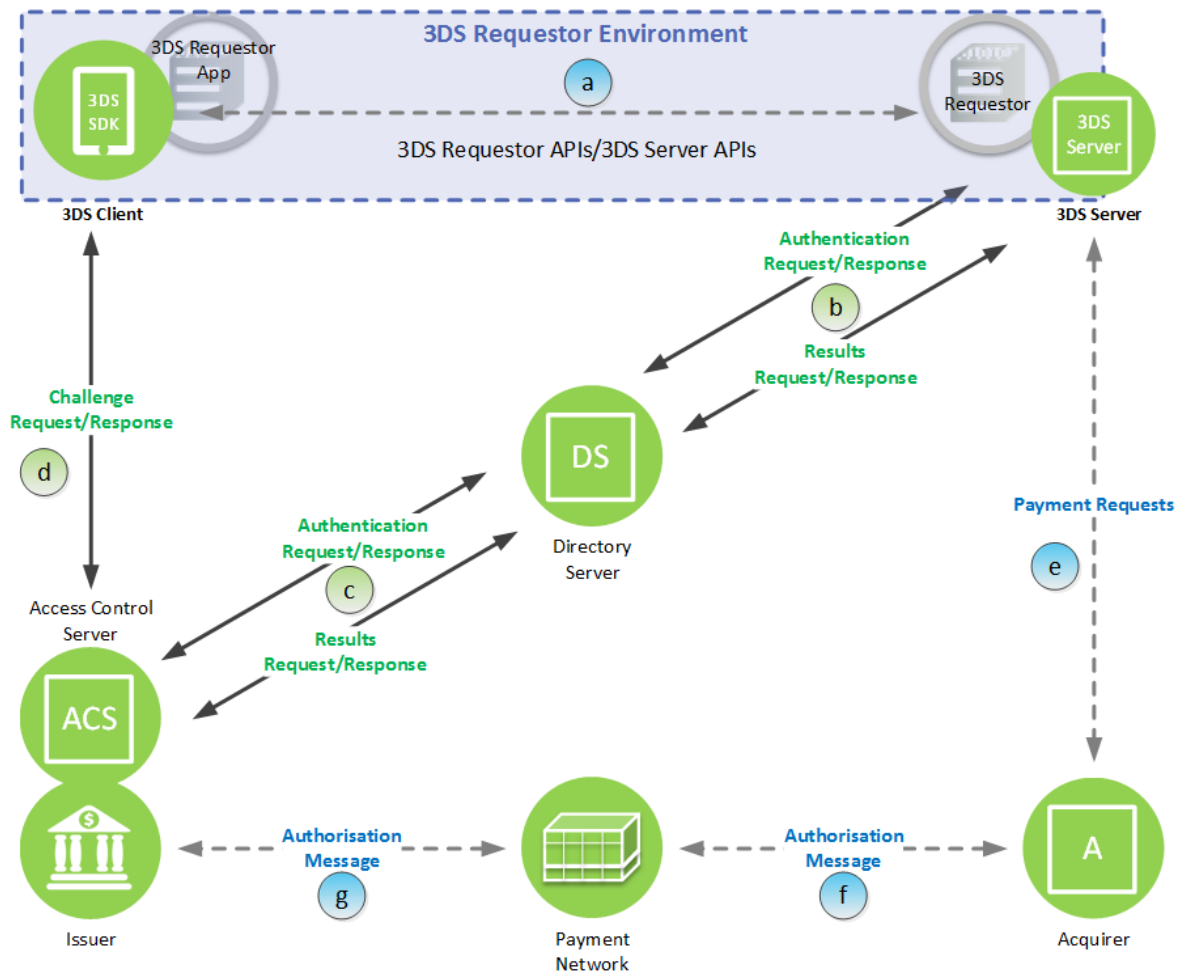 3DS Requestor Environment
3DS Requestor
App
a
3DS
SDK
3DS
Requestor
3DS
Server
3DS Requestor APIs/3DS Server APIs
3DS Client
3DS Server
Authentication
Request/Response
b
Results
Request/Response
Challenge
Request/Response
d
DS
Directory
Server
Payment Requests
e
Authentication
Request/Response
c
Results
Request/Response
Access Control
Server
ACS
$
Issuer
Authorisation
Message
g
Payment
Network
Authorisation
Message
f
A
Acquirer